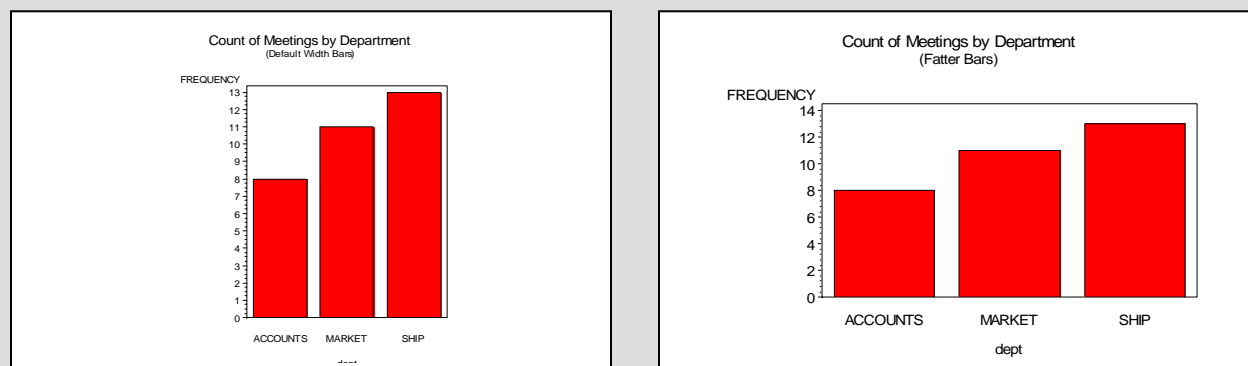 Count of Meetings by Department
(Default Width Bars)
FREQUENCY
13
12
11
10
9
8
7
6
5
4
3
2
1
0
ACCOUNTS MARKET SHIP
dept
Count of Meetings by Department
(Fatter Bars)
FREQUENCY
14
12
10
8
6
4
2
0
ACCOUNTS MARKET SHIP
dept